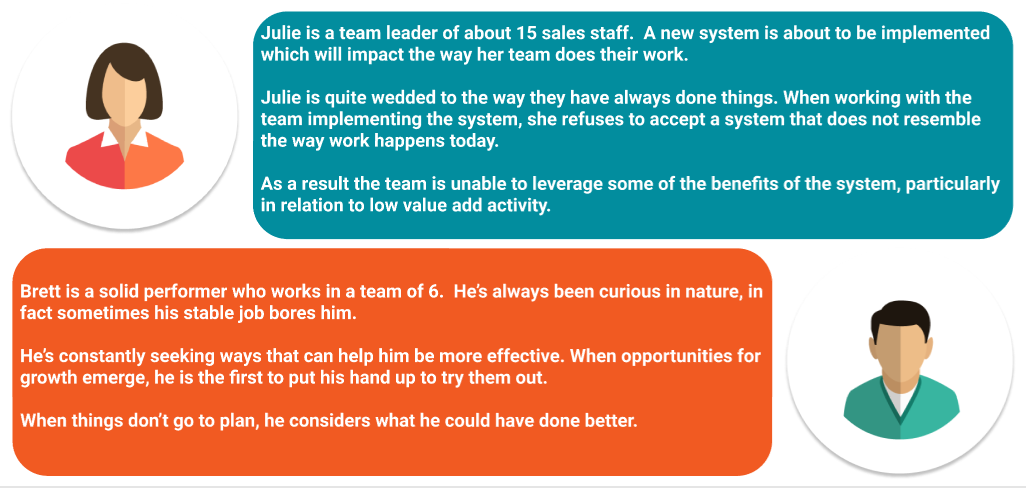 Julie is a team leader of about 15 sales staff.  A new system is about to be implemented
which will impact the way her team does their work.
Julie is quite wedded to the way they have always done things. When working with the
team implementing the system, she refuses to accept a system that does not resemble
the way work happens today.
As a result the team is unable to leverage some of the benefits of the system, particularly
in relation to low value add activity.
Brett is a solid performer who works in a team of 6.  He’s always been curious in nature, in
fact sometimes his stable job bores him.
He’s constantly seeking ways that can help him be more effective. When opportunities for
growth emerge, he is the first to put his hand up to try them out.
When things don’t go to plan, he considers what he could have done better.